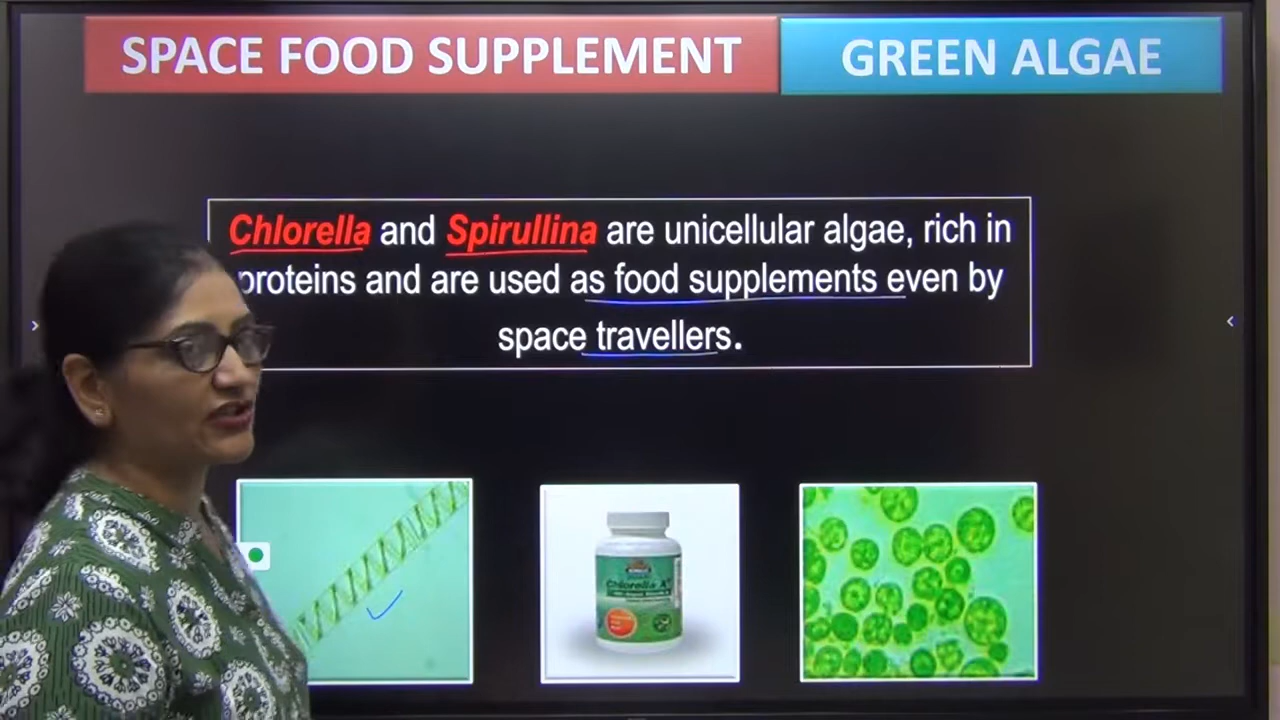 SPACE FOOD SUPPLEMENT
GREEN ALGAE
Chlorella and Spirullina are unicellular algae, rich in
proteins and are used as food supplements even by
space travellers.
Chlorella X